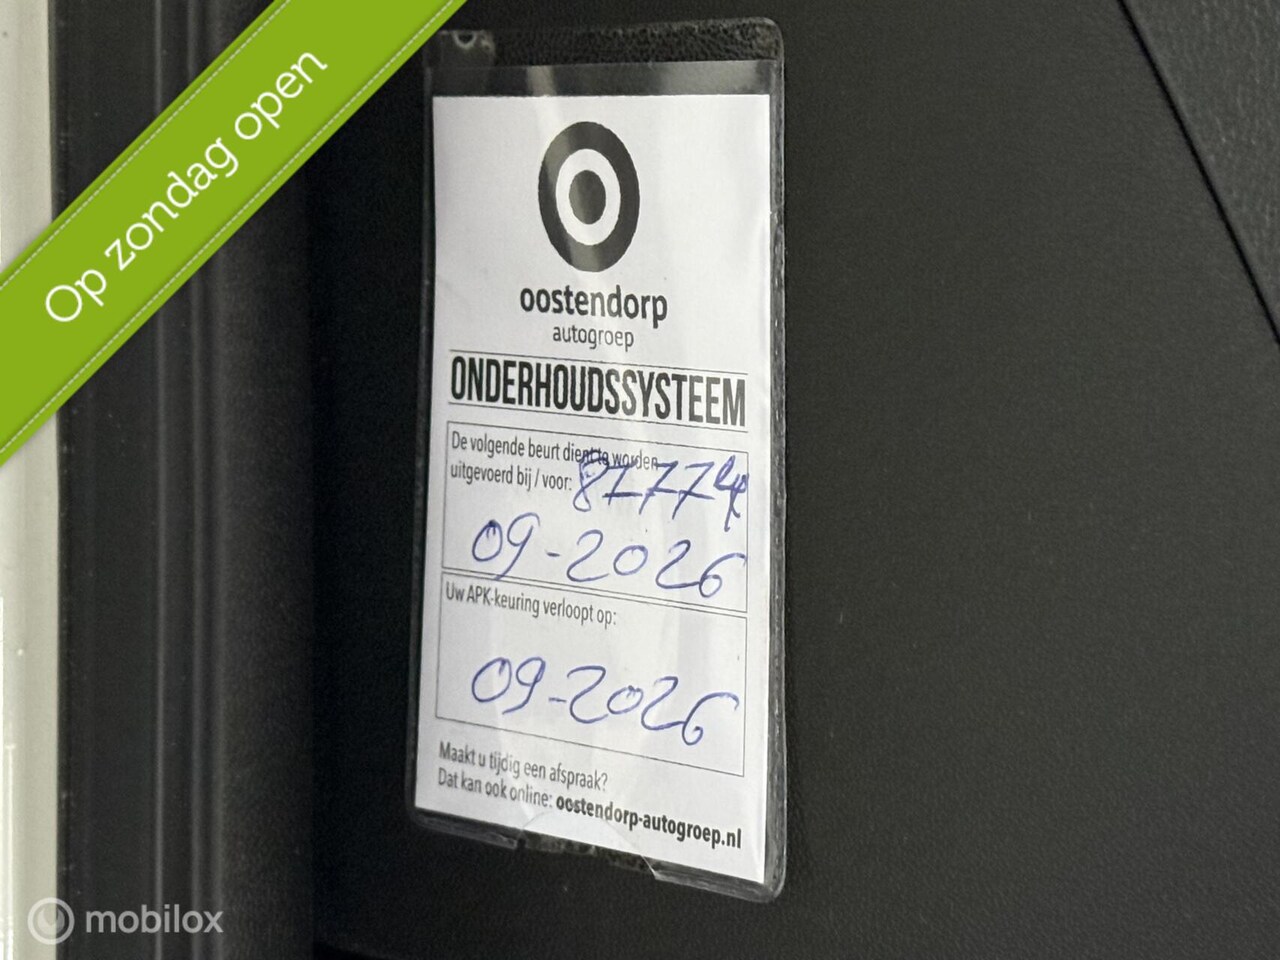 Op zondag open
oostendorp
autogroep
ONDERHOUDSSYSTEEM
De volgende beurt dient te worden
uitgevoerd bij / voor: 87774
09-2026
Uw APK-keuring verloopt op:
09-2026
Maakt u tijdig een afspraak?
Dat kan ook online: oostendorp-autogroep.nl
mobilox